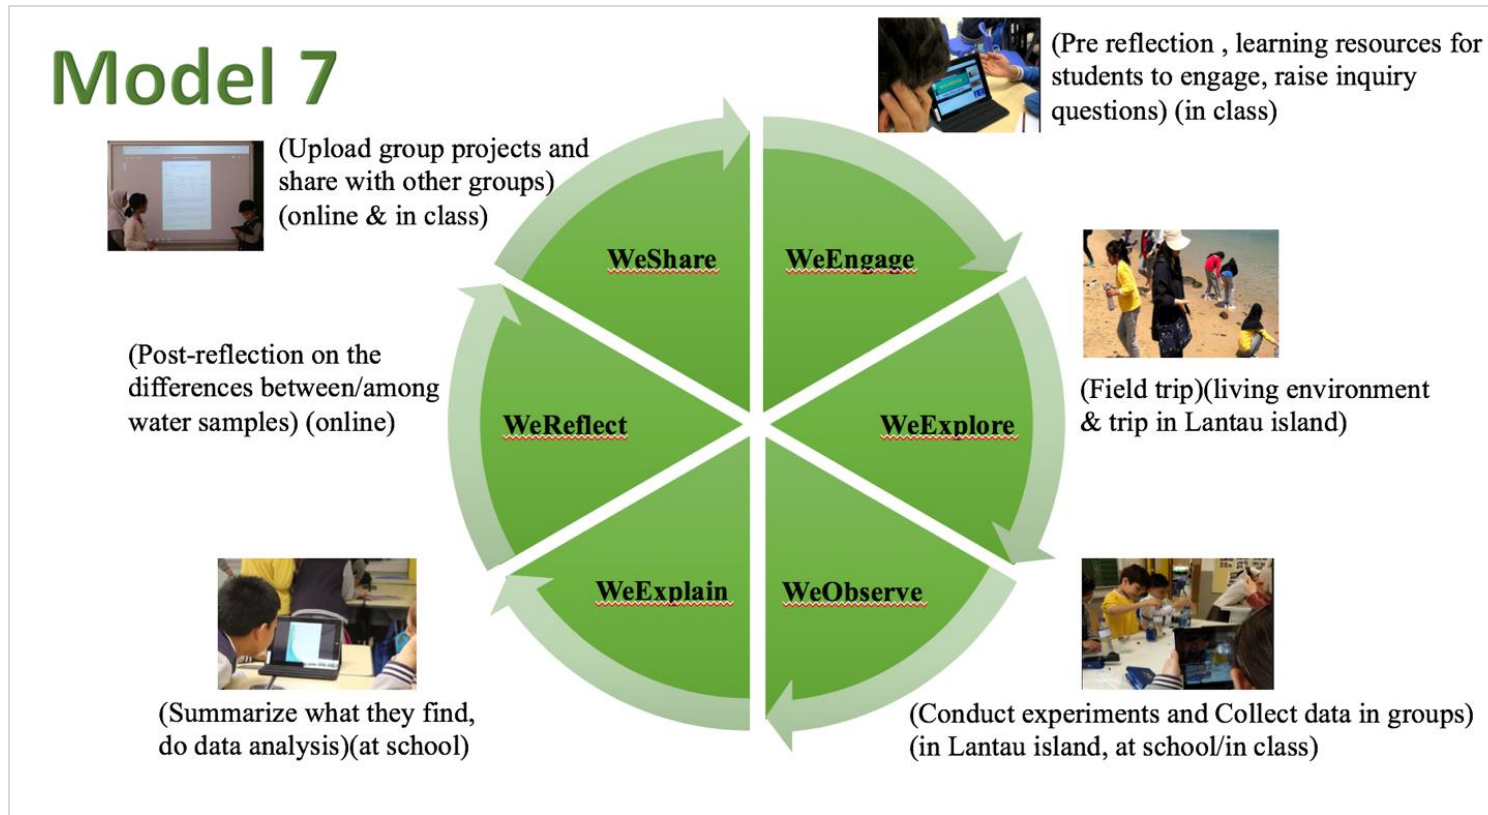 Model 7
(Pre reflection , learning resources for
students to engage, raise inquiry
questions) (in class)
(Upload group projects and
share with other groups)
(online & in class)
WeShare
WeEngage
(Post-reflection on the
differences between/among
water samples) (online)
(Field trip)(living environment
& trip in Lantau island)
WeReflect
WeExplore
WeExplain
WeObserve
(Summarize what they find,
do data analysis)(at school)
(Conduct experiments and Collect data in groups)
(in Lantau island, at school/in class)